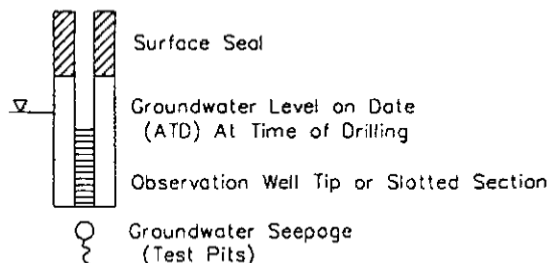 Surface Seal
Groundwater Level on Date
(ATD) At Time of Drilling
Observation Well Tip or Slotted Section
Groundwater Seepage
(Test Pits)